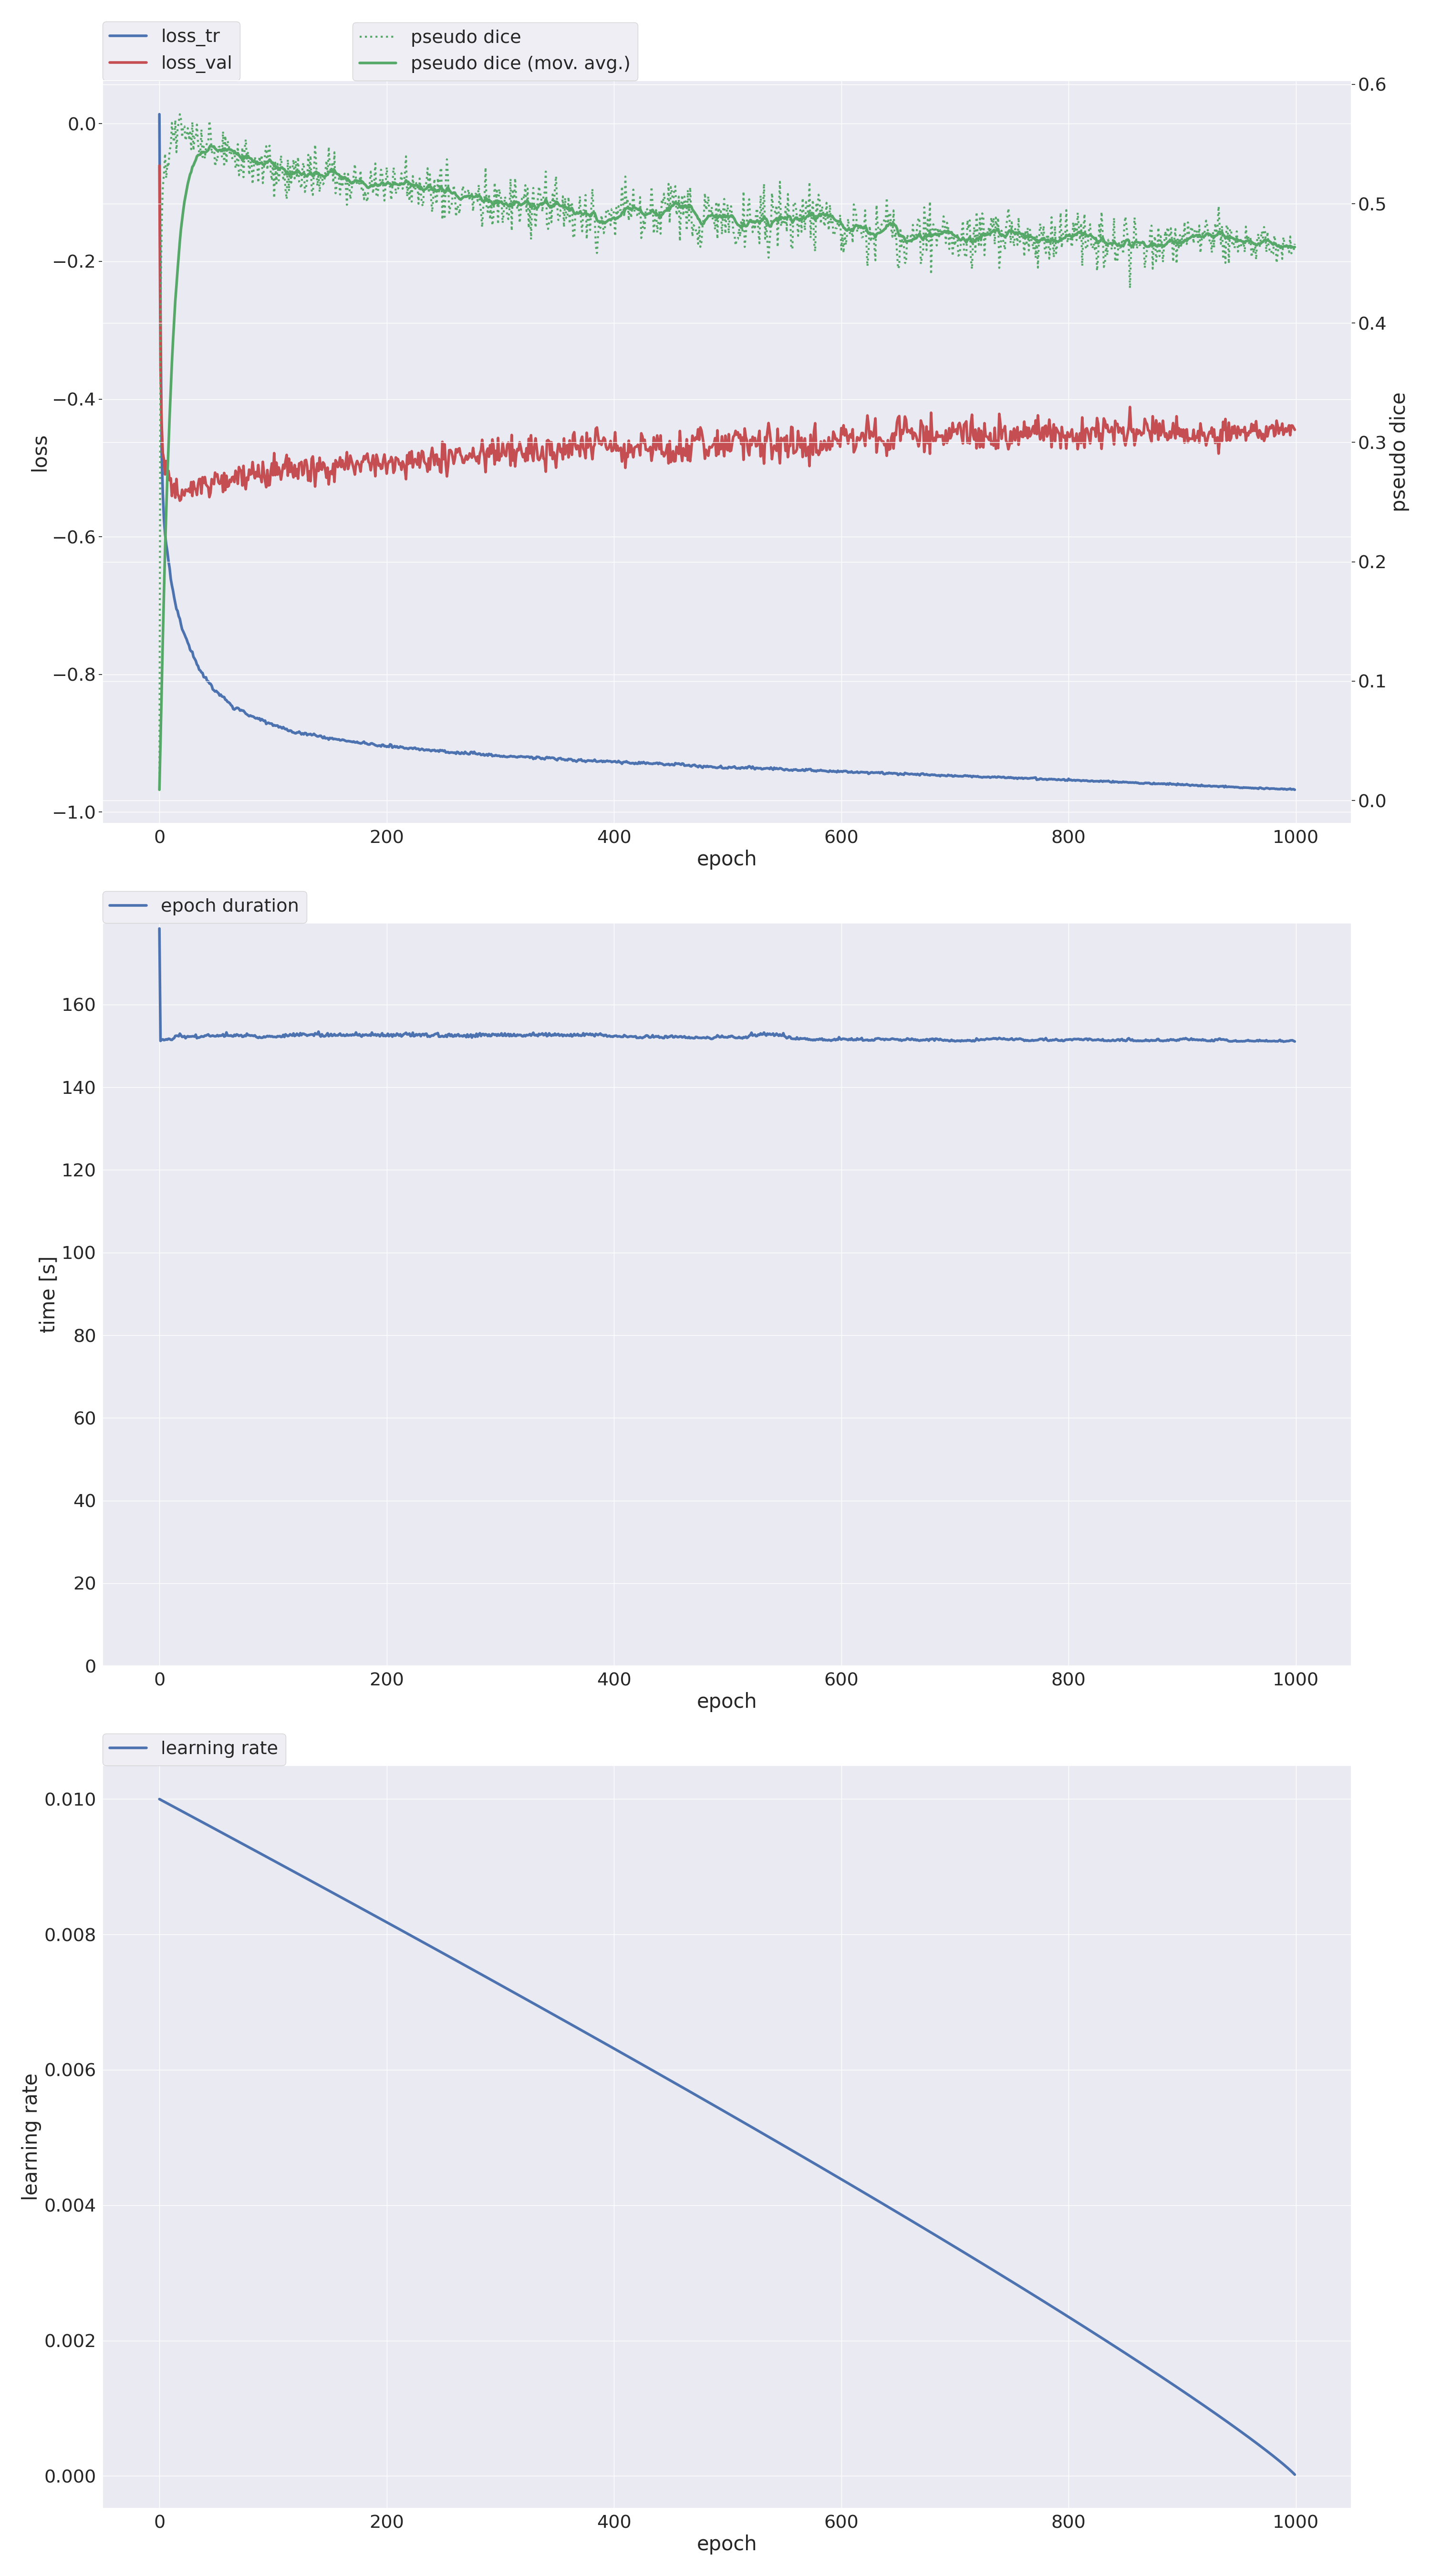 loss_tr
loss_val
pseudo dice
pseudo dice (mov. avg.)
0.0
−0.2
−0.4
−0.6
−0.8
−1.0
loss
0.6
0.5
0.4
0.3
0.2
0.1
0.0
pseudo dice
0 200 400 600 800 1000
epoch
epoch duration
160
140
120
100
80
60
40
20
0
time [s]
0 200 400 600 800 1000
epoch
learning rate
0.010
0.008
0.006
0.004
0.002
0.000
learning rate
0 200 400 600 800 1000
epoch